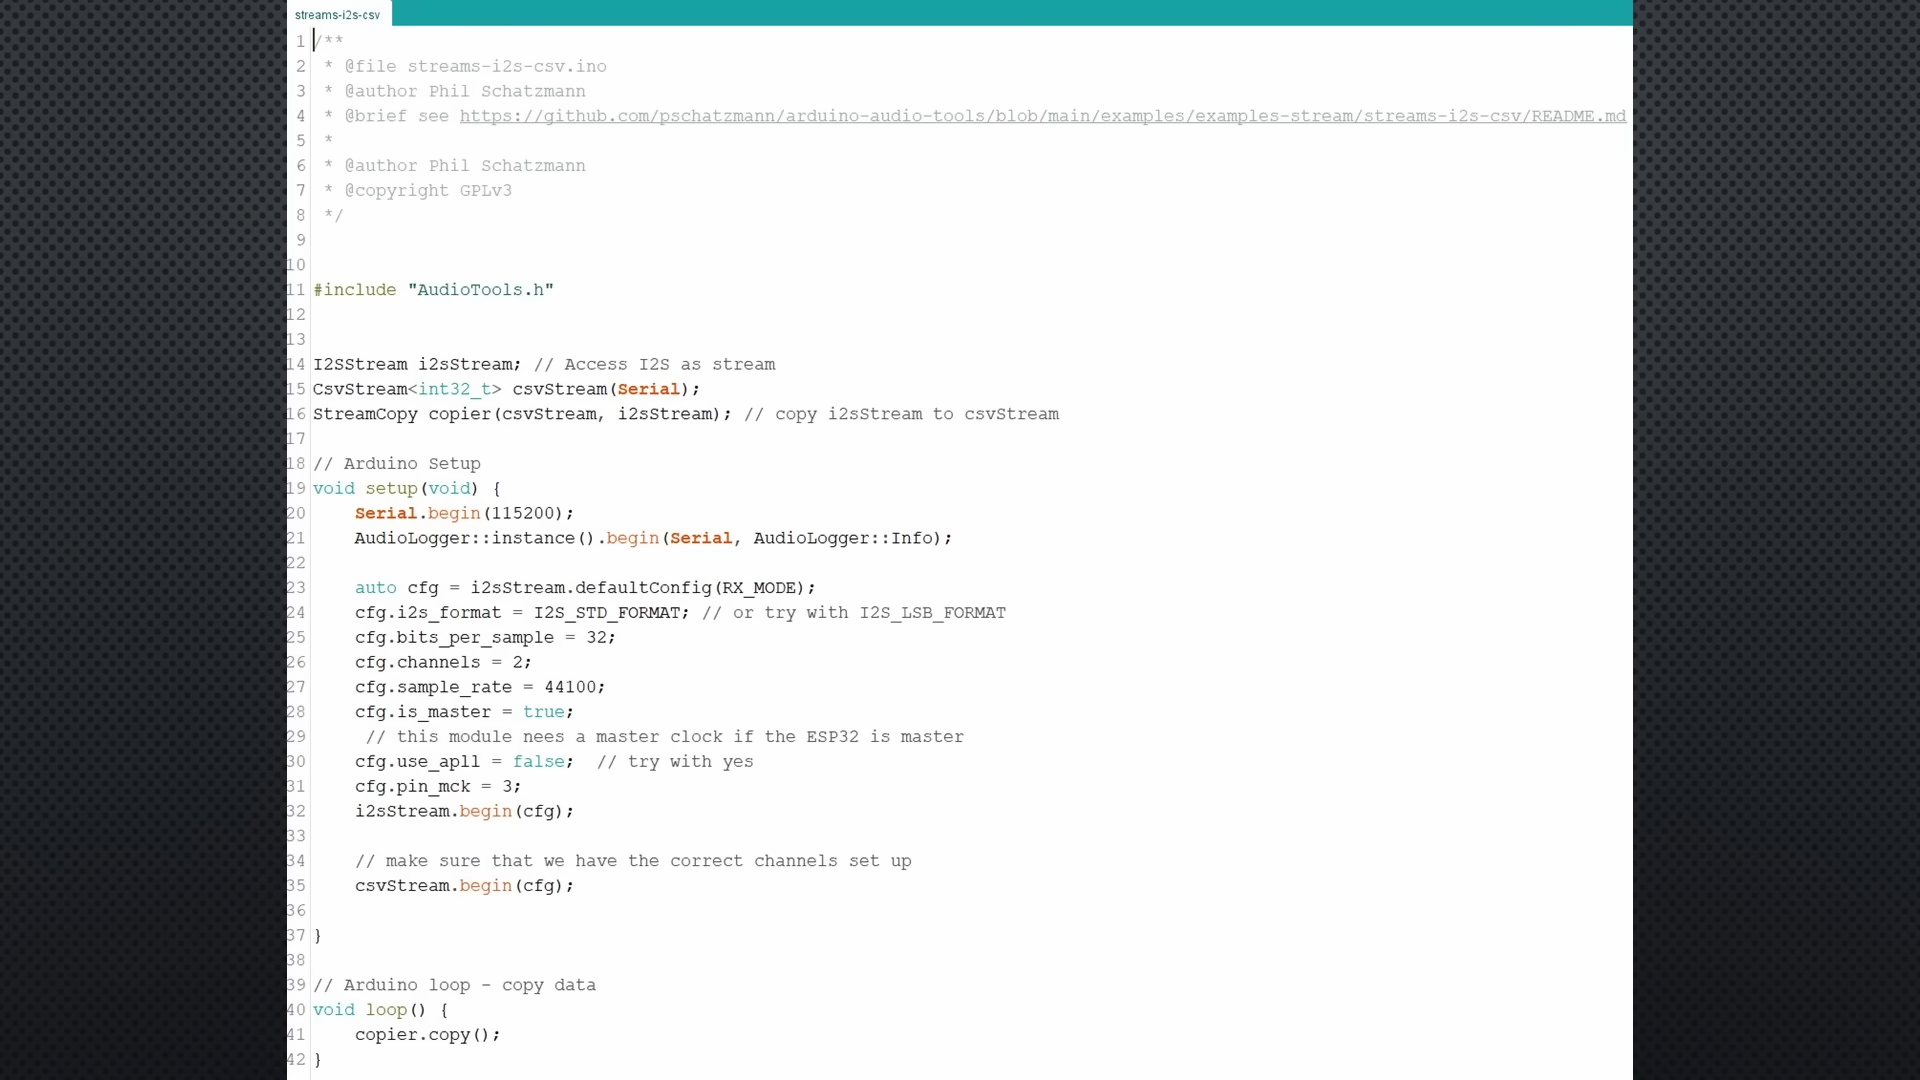 streams-i2s-csv
1 /**
2  * @file streams-i2s-csv.ino
3  * @author Phil Schatzmann
4  * @brief see https://github.com/pschatzmann/arduino-audio-tools/blob/main/examples/examples-stream/streams-i2s-csv/README.md
5  *
6  * @author Phil Schatzmann
7  * @copyright GPLv3
8  */
9
10
11 #include "AudioTools.h"
12
13
14 I2SStream i2sStream; // Access I2S as stream
15 CsvStream<int32_t> csvStream(Serial);
16 StreamCopy copier(csvStream, i2sStream); // copy i2sStream to csvStream
17
18 // Arduino Setup
19 void setup(void) {
20     Serial.begin(115200);
21     AudioLogger::instance().begin(Serial, AudioLogger::Info);
22
23     auto cfg = i2sStream.defaultConfig(RX_MODE);
24     cfg.i2s_format = I2S_STD_FORMAT; // or try with I2S_LSB_FORMAT
25     cfg.bits_per_sample = 32;
26     cfg.channels = 2;
27     cfg.sample_rate = 44100;
28     cfg.is_master = true;
29      // this module nees a master clock if the ESP32 is master
30     cfg.use_apll = false;  // try with yes
31     cfg.pin_mck = 3;
32     i2sStream.begin(cfg);
33
34     // make sure that we have the correct channels set up
35     csvStream.begin(cfg);
36
37 }
38
39 // Arduino loop - copy data
40 void loop() {
41     copier.copy();
42 }